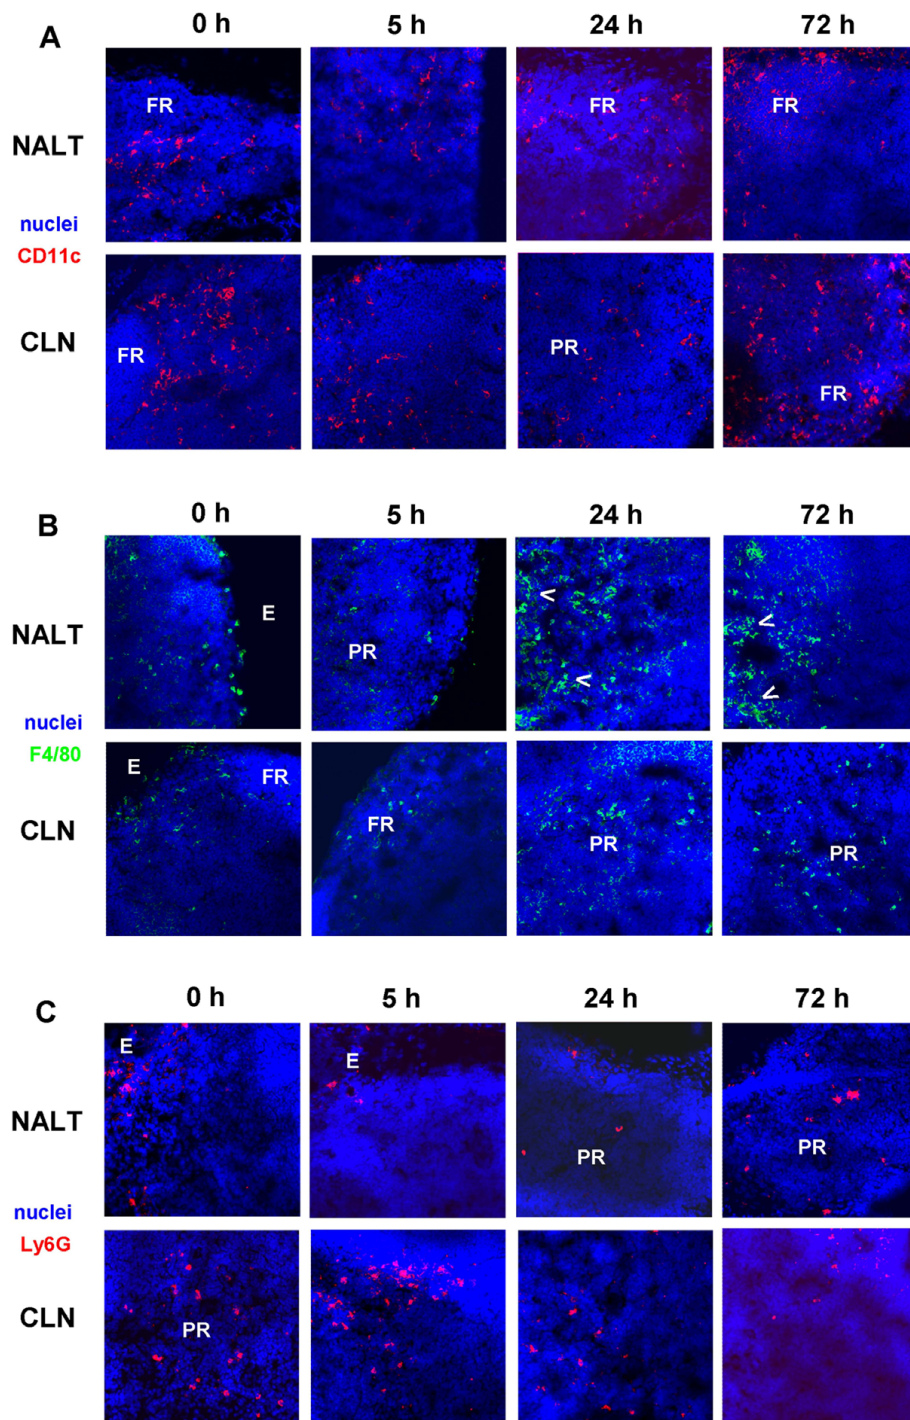 A
0 h 5 h 24 h 72 h
NALT
FR FR FR
nuclei
CD11c
CLN
FR PR FR
B
0 h 5 h 24 h 72 h
NALT
E PR < < < <
nuclei
F4/80
CLN
E FR FR PR PR
C
0 h 5 h 24 h 72 h
NALT
E E PR PR
nuclei
Ly6G
CLN
PR